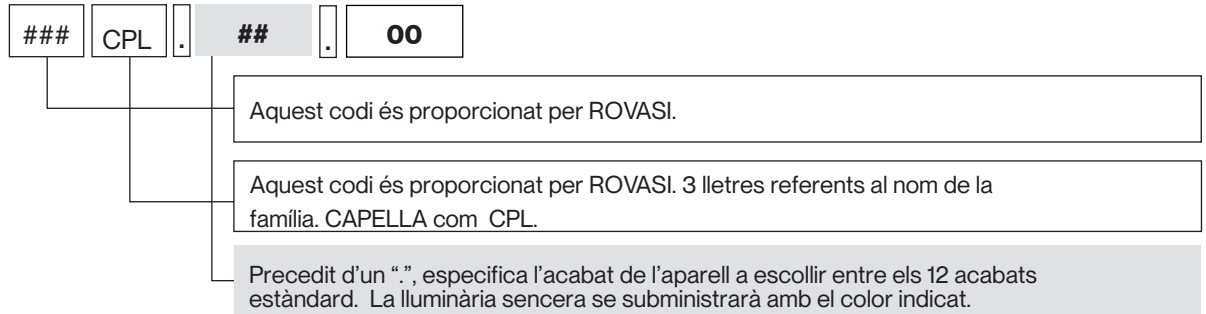 ### CPL . ## . 00
Aquest codi és proporcionat per ROVASI.
Aquest codi és proporcionat per ROVASI. 3 lletres referents al nom de la
família. CAPELLA com CPL.
Precedit d’un “.”, especifica l’acabat de l’aparell a escollir entre els 12 acabats
estàndard. La lluminària sencera se subministrarà amb el color indicat.